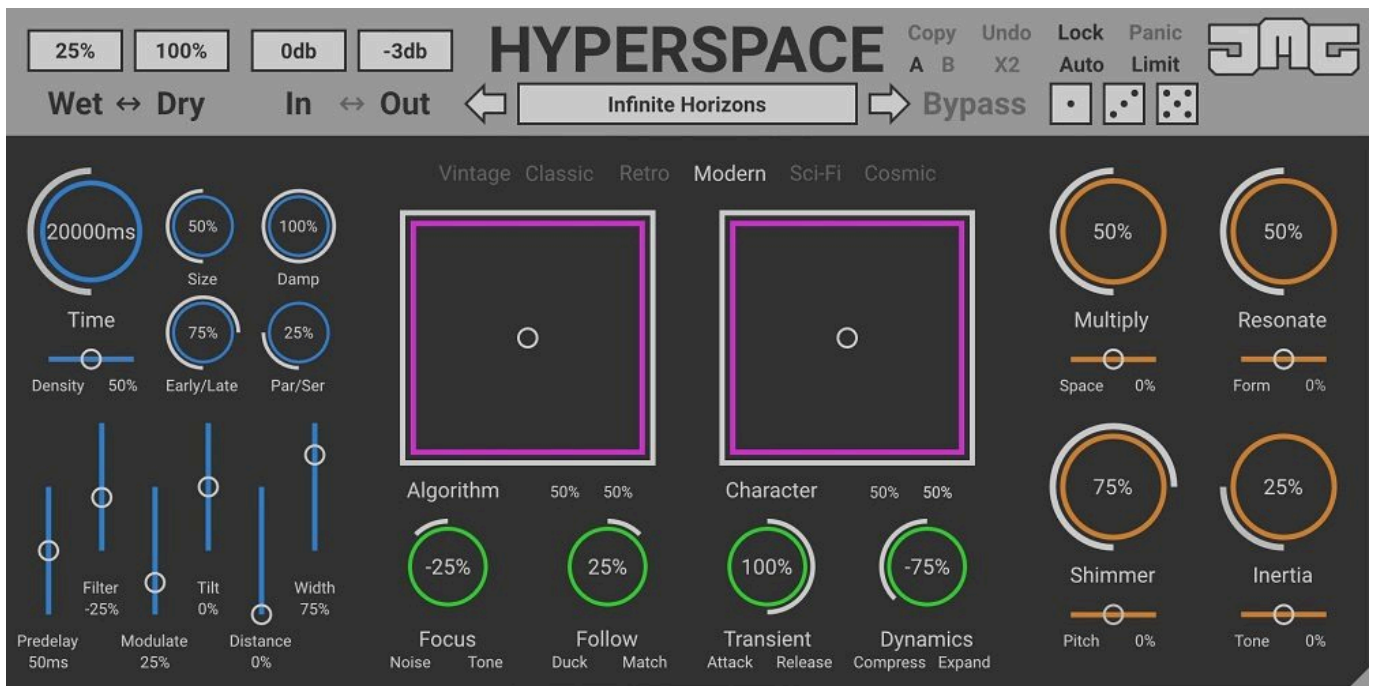 25% 100% 0db -3db HYPERSPACE Copy Undo Lock Panic JMG
A B X2 Auto Limit
Wet ↔ Dry In ↔ Out Infinite Horizons Bypass
Vintage Classic Retro Modern Sci-Fi Cosmic
20000ms 50% 100% 50% 50%
Size Damp
Time 75% 25% Multiply Resonate
Density 50% Early/Late Par/Ser Space 0% Form 0%
Algorithm 50% 50% Character 50% 50% 75% 25%
-25% 25% 100% -75%
Filter Tilt Width Shimmer Inertia
-25% 0% 75%
Predelay Modulate Distance Focus Follow Transient Dynamics Pitch 0% Tone 0%
50ms 25% 0% Noise Tone Duck Match Attack Release Compress Expand